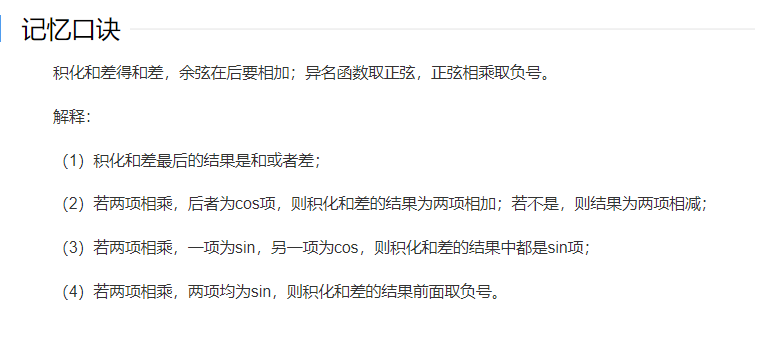 记忆口诀
积化和差得和差，余弦在后要相加；异名函数取正弦，正弦相乘取负号。
解释：
（1）积化和差最后的结果是和或者差；
（2）若两项相乘，后者为cos项，则积化和差的结果为两项相加；若不是，则结果为两项相减；
（3）若两项相乘，一项为sin，另一项为cos，则积化和差的结果中都是sin项；
（4）若两项相乘，两项均为sin，则积化和差的结果前面取负号。